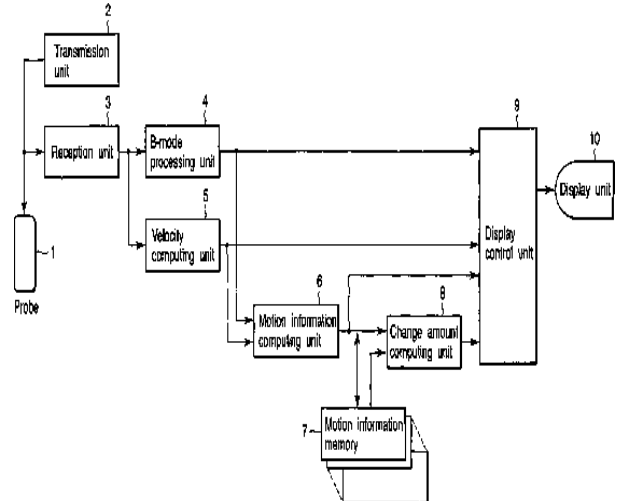 2
Transmission
unit
3
Reception unit
4
B-mode
processing unit
9
Display
control unit
10
Display unit
1
Probe
5
Velocity
computing unit
6
Motion information
computing unit
8
Change amount
computing unit
7
Motion information
memory